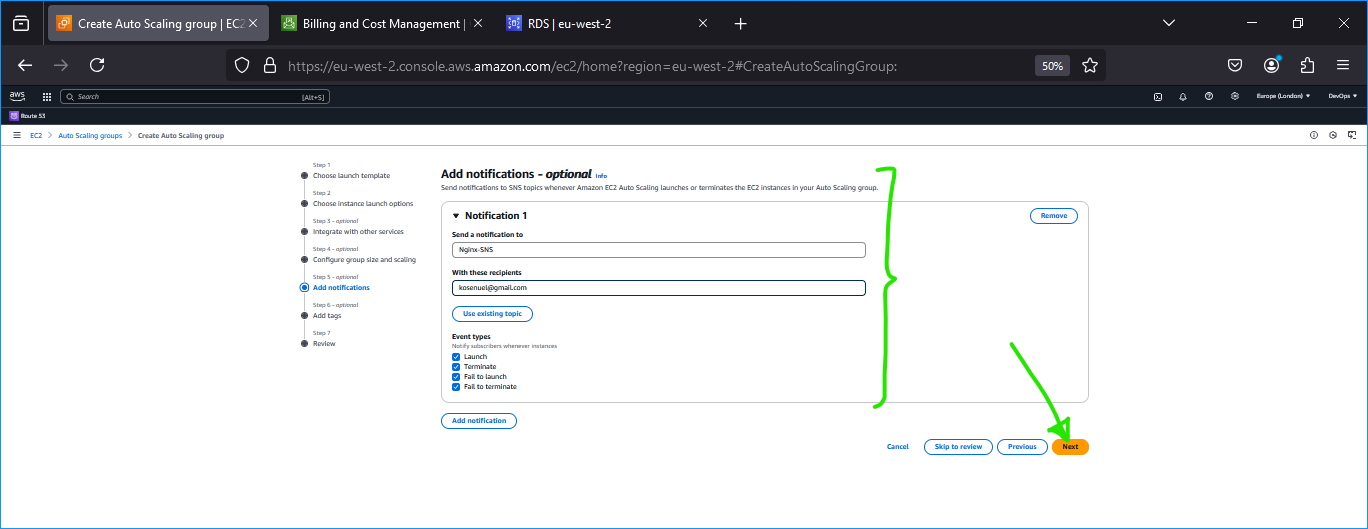 Create Auto Scaling group | EC2
Billing and Cost Management |
RDS | eu-west-2
https://eu-west-2.console.aws.amazon.com/ec2/home?region=eu-west-2#CreateAutoScalingGroup:
50%
aws
Search
[Alt+S]
Europe (London)
DevOps
Route 53
EC2 > Auto Scaling groups > Create Auto Scaling group
Step 1
Choose launch template
Step 2
Choose instance launch options
Step 3 - optional
Integrate with other services
Step 4 - optional
Configure group size and scaling
Step 5 - optional
Add notifications
Step 6 - optional
Add tags
Step 7
Review
Add notifications - optional Info
Send notifications to SNS topics whenever Amazon EC2 Auto Scaling launches or terminates the EC2 instances in your Auto Scaling group.
Notification 1
Remove
Send a notification to
Nginx-SNS
With these recipients
kosenuel@gmail.com
Use existing topic
Event types
Notify subscribers whenever instances
Launch
Terminate
Fail to launch
Fail to terminate
Add notification
Cancel
Skip to review
Previous
Next